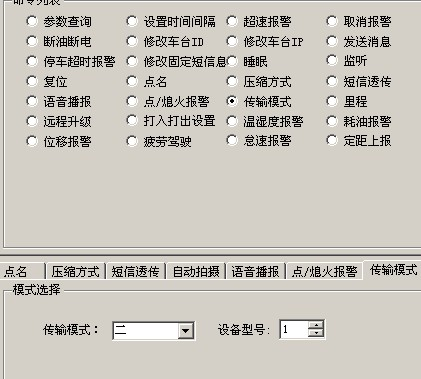 命令列表
参数查询 设置时间间隔 超速报警 取消报警
断油断电 修改车台ID 修改车台IP 发送消息
停车超时报警 修改固定短信息 睡眠 监听
复位 点名 压缩方式 短信透传
语音播报 点/熄火报警 传输模式 里程
远程升级 打入打出设置 温湿度报警 耗油报警
位移报警 疲劳驾驶 怠速报警 定距上报
点名 压缩方式 短信透传 自动拍摄 语音播报 点/熄火报警 传输模式
模式选择
传输模式： 二 设备型号: 1